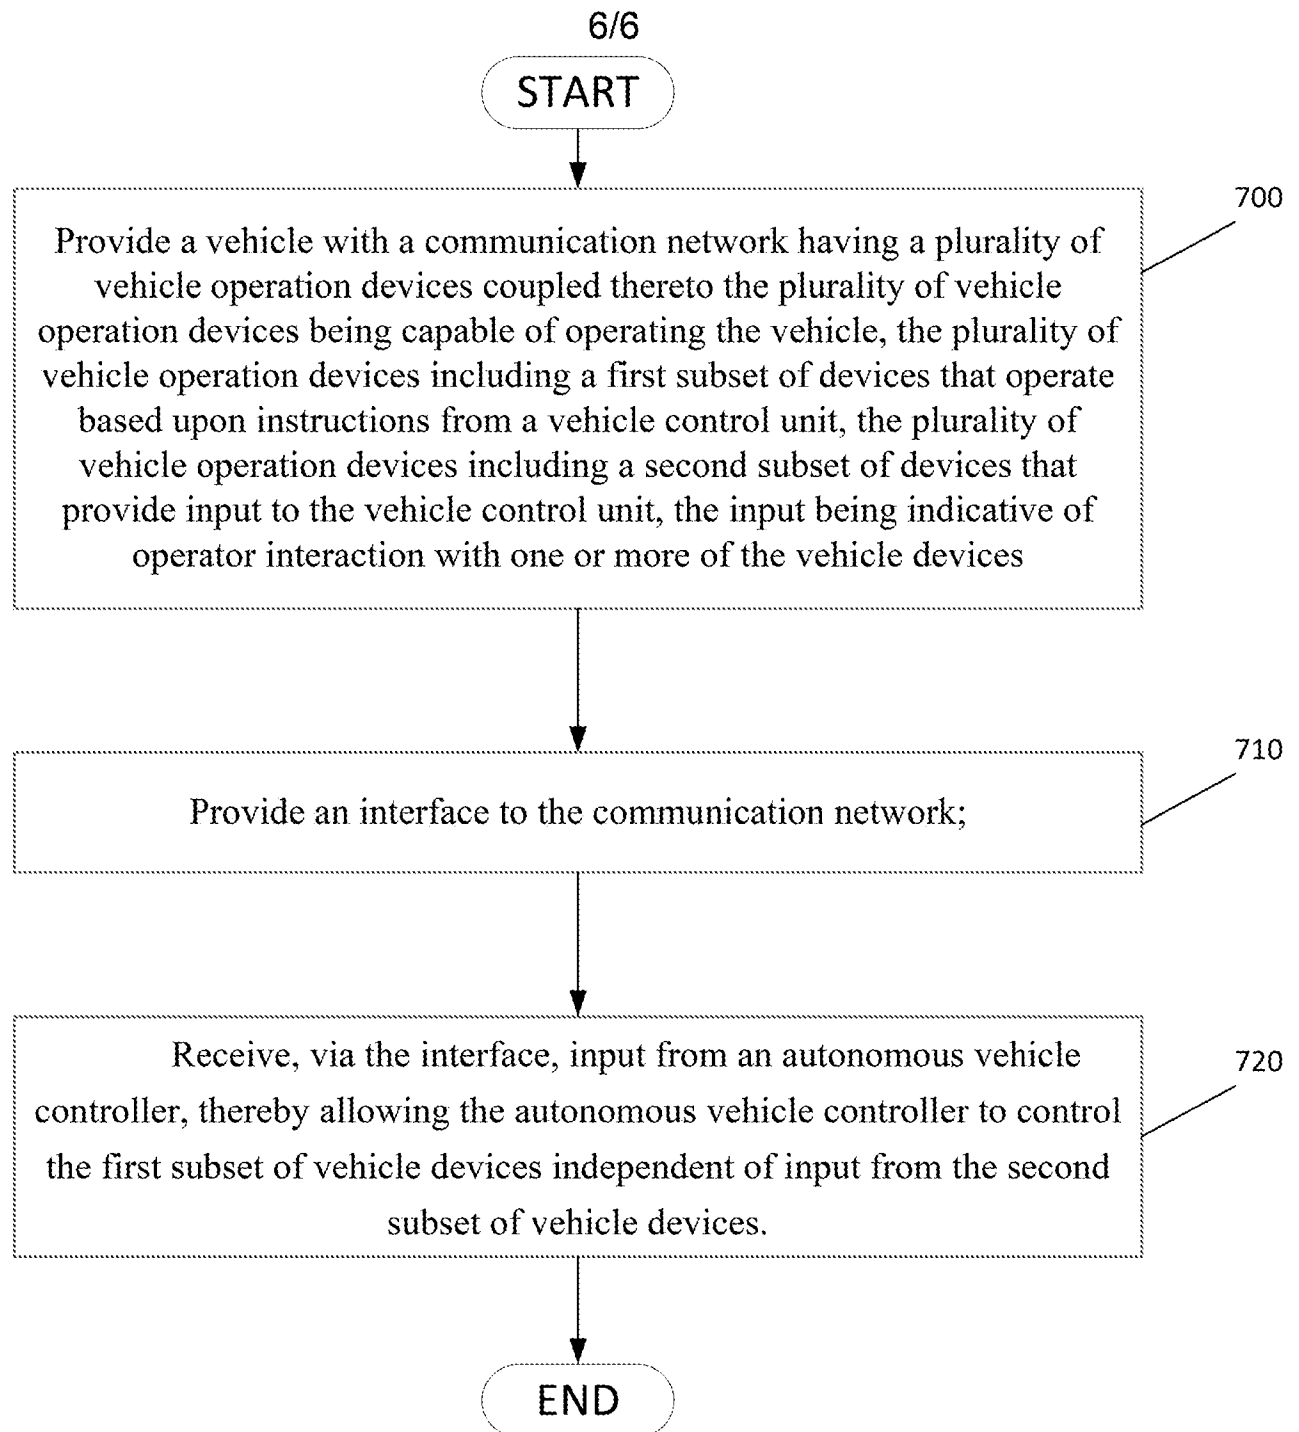 6/6
START
700
Provide a vehicle with a communication network having a plurality of
vehicle operation devices coupled thereto the plurality of vehicle
operation devices being capable of operating the vehicle, the plurality of
vehicle operation devices including a first subset of devices that operate
based upon instructions from a vehicle control unit, the plurality of
vehicle operation devices including a second subset of devices that
provide input to the vehicle control unit, the input being indicative of
operator interaction with one or more of the vehicle devices
710
Provide an interface to the communication network;
720
Receive, via the interface, input from an autonomous vehicle
controller, thereby allowing the autonomous vehicle controller to control
the first subset of vehicle devices independent of input from the second
subset of vehicle devices.
END